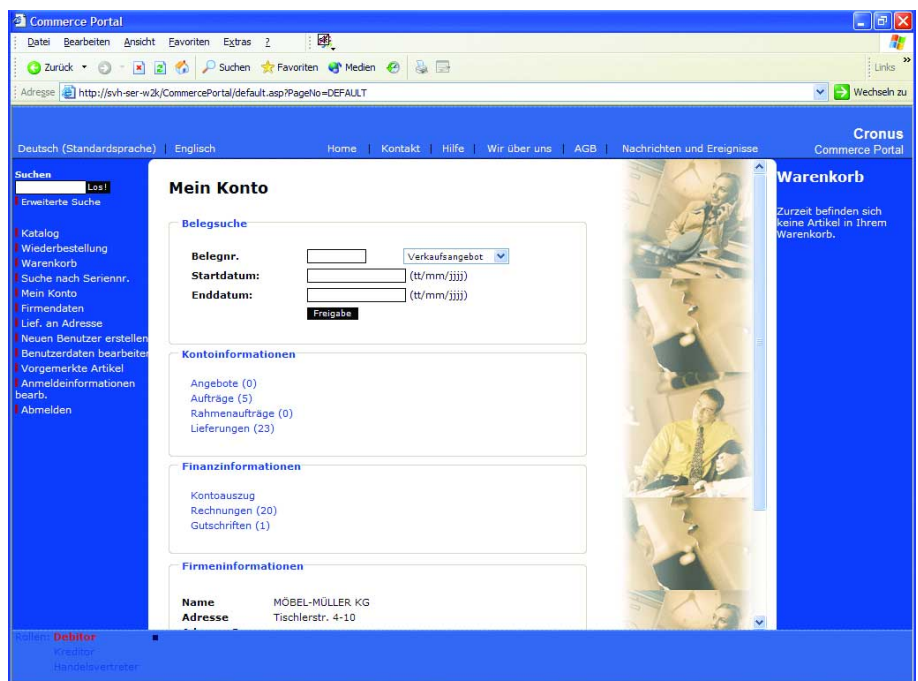 Commerce Portal
Datei Bearbeiten Ansicht Favoriten Extras ?
Zurück Suchen Favoriten Medien Links »
Adresse http://svh-ser-w2k/CommercePortal/default.asp?PageNo=DEFAULT Wechseln zu
Cronus
Deutsch (Standardsprache) | Englisch Home | Kontakt | Hilfe | Wir über uns | AGB | Nachrichten und Ereignisse Commerce Portal
Suchen
Los!
Erweiterte Suche
Katalog
Wiederbestellung
Warenkorb
Suche nach Seriennr.
Mein Konto
Firmendaten
Lief. an Adresse
Neuen Benutzer erstellen
Benutzerdaten bearbeiten
Vorgemerkte Artikel
Anmeldeinformationen
bearb.
Abmelden
Mein Konto
Belegsuche
Belegnr. Verkaufsangebot
Startdatum: (tt/mm/jjjj)
Enddatum: (tt/mm/jjjj)
Freigabe
Kontoinformationen
Angebote (0)
Aufträge (5)
Rahmenaufträge (0)
Lieferungen (23)
Finanzinformationen
Kontoauszug
Rechnungen (20)
Gutschriften (1)
Firmeninformationen
Name MÖBEL-MÜLLER KG
Adresse Tischlerstr. 4-10
Warenkorb
Zurzeit befinden sich
keine Artikel in Ihrem
Warenkorb.
Rollen: Debitor
Kreditor
Handelsvertreter